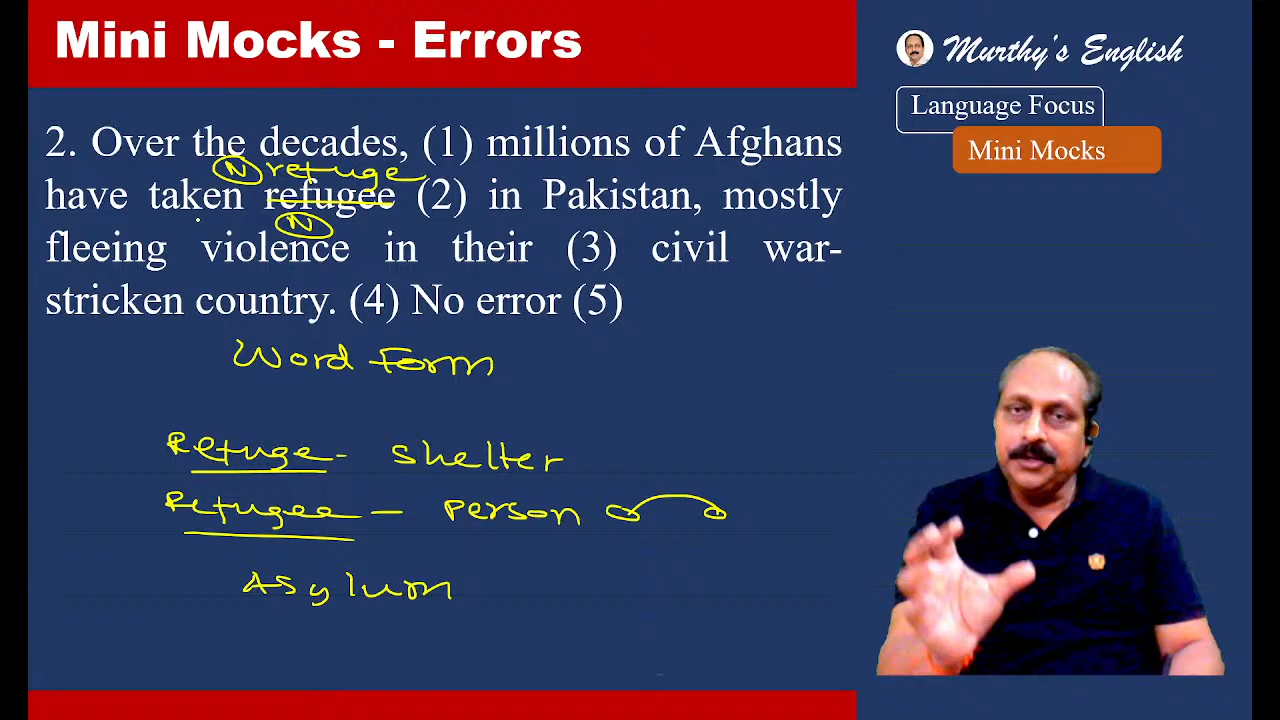 Mini Mocks - Errors
Murthy's English
Language Focus
Mini Mocks
2. Over the decades, (1) millions of Afghans
N refuge
have taken refugee (2) in Pakistan, mostly
N
fleeing violence in their (3) civil war-
stricken country. (4) No error (5)
Word Form
Refuge - shelter
Refugee - Person
Asylum